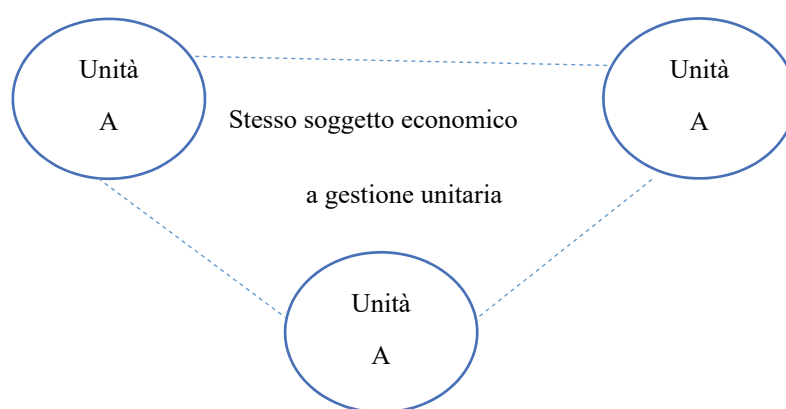 Unità
A
Unità
A
Stesso soggetto economico
a gestione unitaria
Unità
A